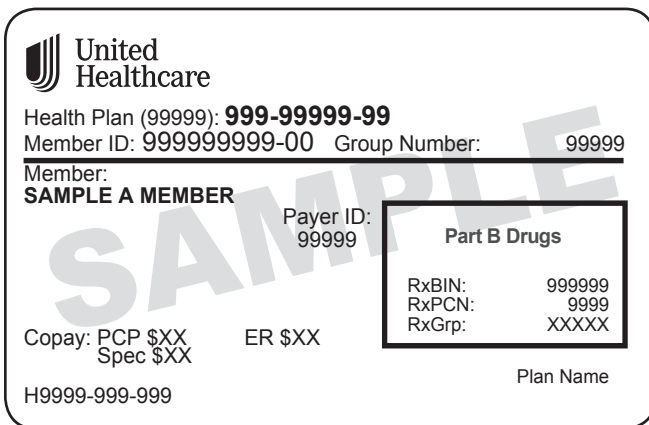 United
Healthcare
Health Plan (99999): 999-99999-99
Member ID: 999999999-00 Group Number: 99999
Member:
SAMPLE A MEMBER
Payer ID:
99999
Part B Drugs
RxBIN: 999999
RxPCN: 9999
RxGrp: XXXXX
Copay: PCP $XX ER $XX
Spec $XX
Plan Name
H9999-999-999
SAMPLE